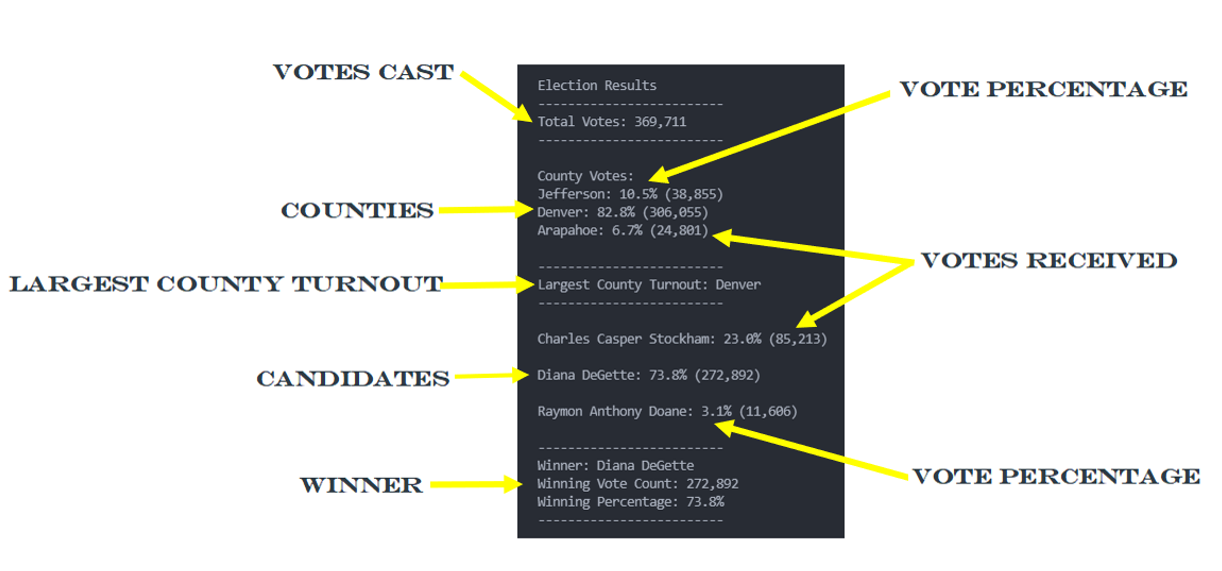 VOTES CAST
VOTE PERCENTAGE
COUNTIES
LARGEST COUNTY TURNOUT
VOTES RECEIVED
CANDIDATES
WINNER
VOTE PERCENTAGE
Election Results
-------------------------
Total Votes: 369,711
-------------------------
County Votes:
Jefferson: 10.5% (38,855)
Denver: 82.8% (306,055)
Arapahoe: 6.7% (24,801)
-------------------------
Largest County Turnout: Denver
-------------------------
Charles Casper Stockham: 23.0% (85,213)
Diana DeGette: 73.8% (272,892)
Raymon Anthony Doane: 3.1% (11,606)
-------------------------
Winner: Diana DeGette
Winning Vote Count: 272,892
Winning Percentage: 73.8%
-------------------------